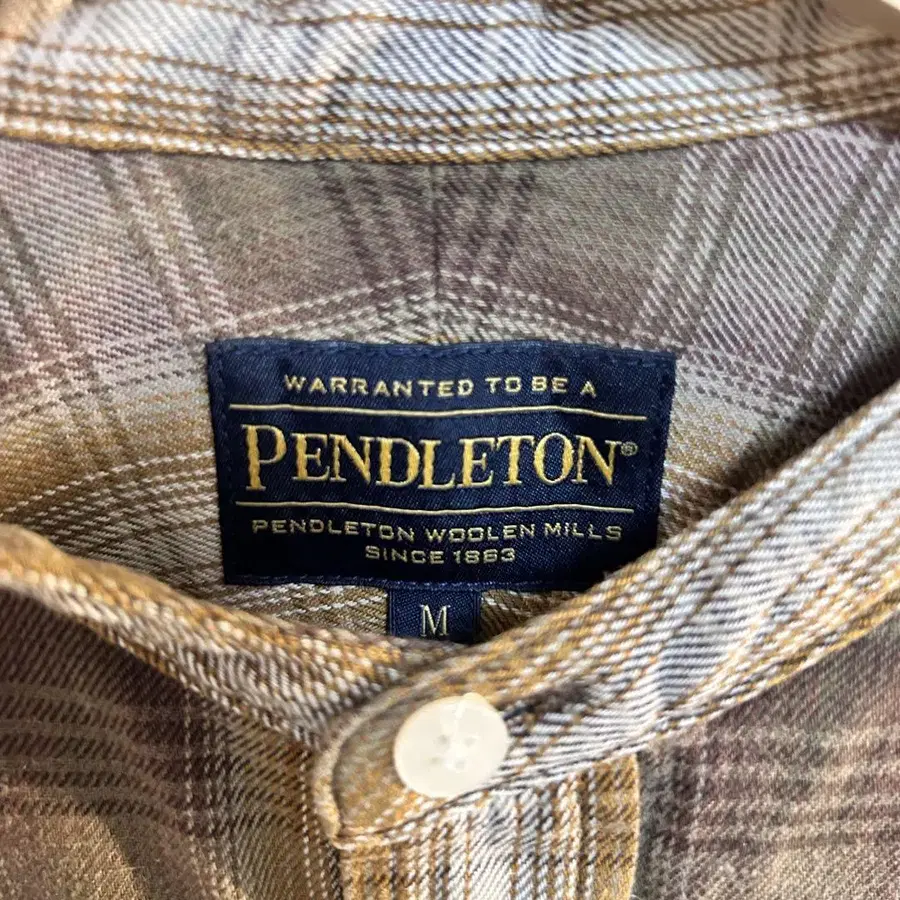 WARRANTED TO BE A
PENDLETON®
PENDLETON WOOLEN MILLS
SINCE 1863
M